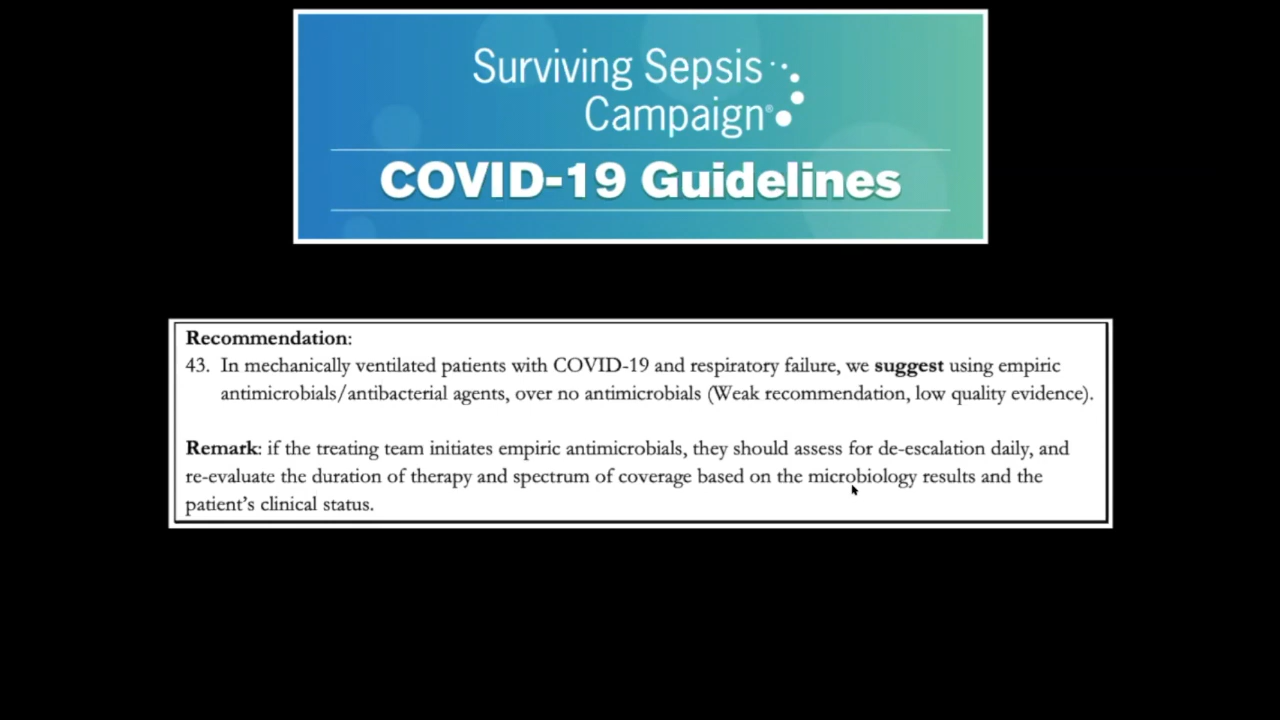 Surviving Sepsis
Campaign®
COVID-19 Guidelines
Recommendation:
43. In mechanically ventilated patients with COVID-19 and respiratory failure, we suggest using empiric
antimicrobials/antibacterial agents, over no antimicrobials (Weak recommendation, low quality evidence).
Remark: if the treating team initiates empiric antimicrobials, they should assess for de-escalation daily, and
re-evaluate the duration of therapy and spectrum of coverage based on the microbiology results and the
patient's clinical status.